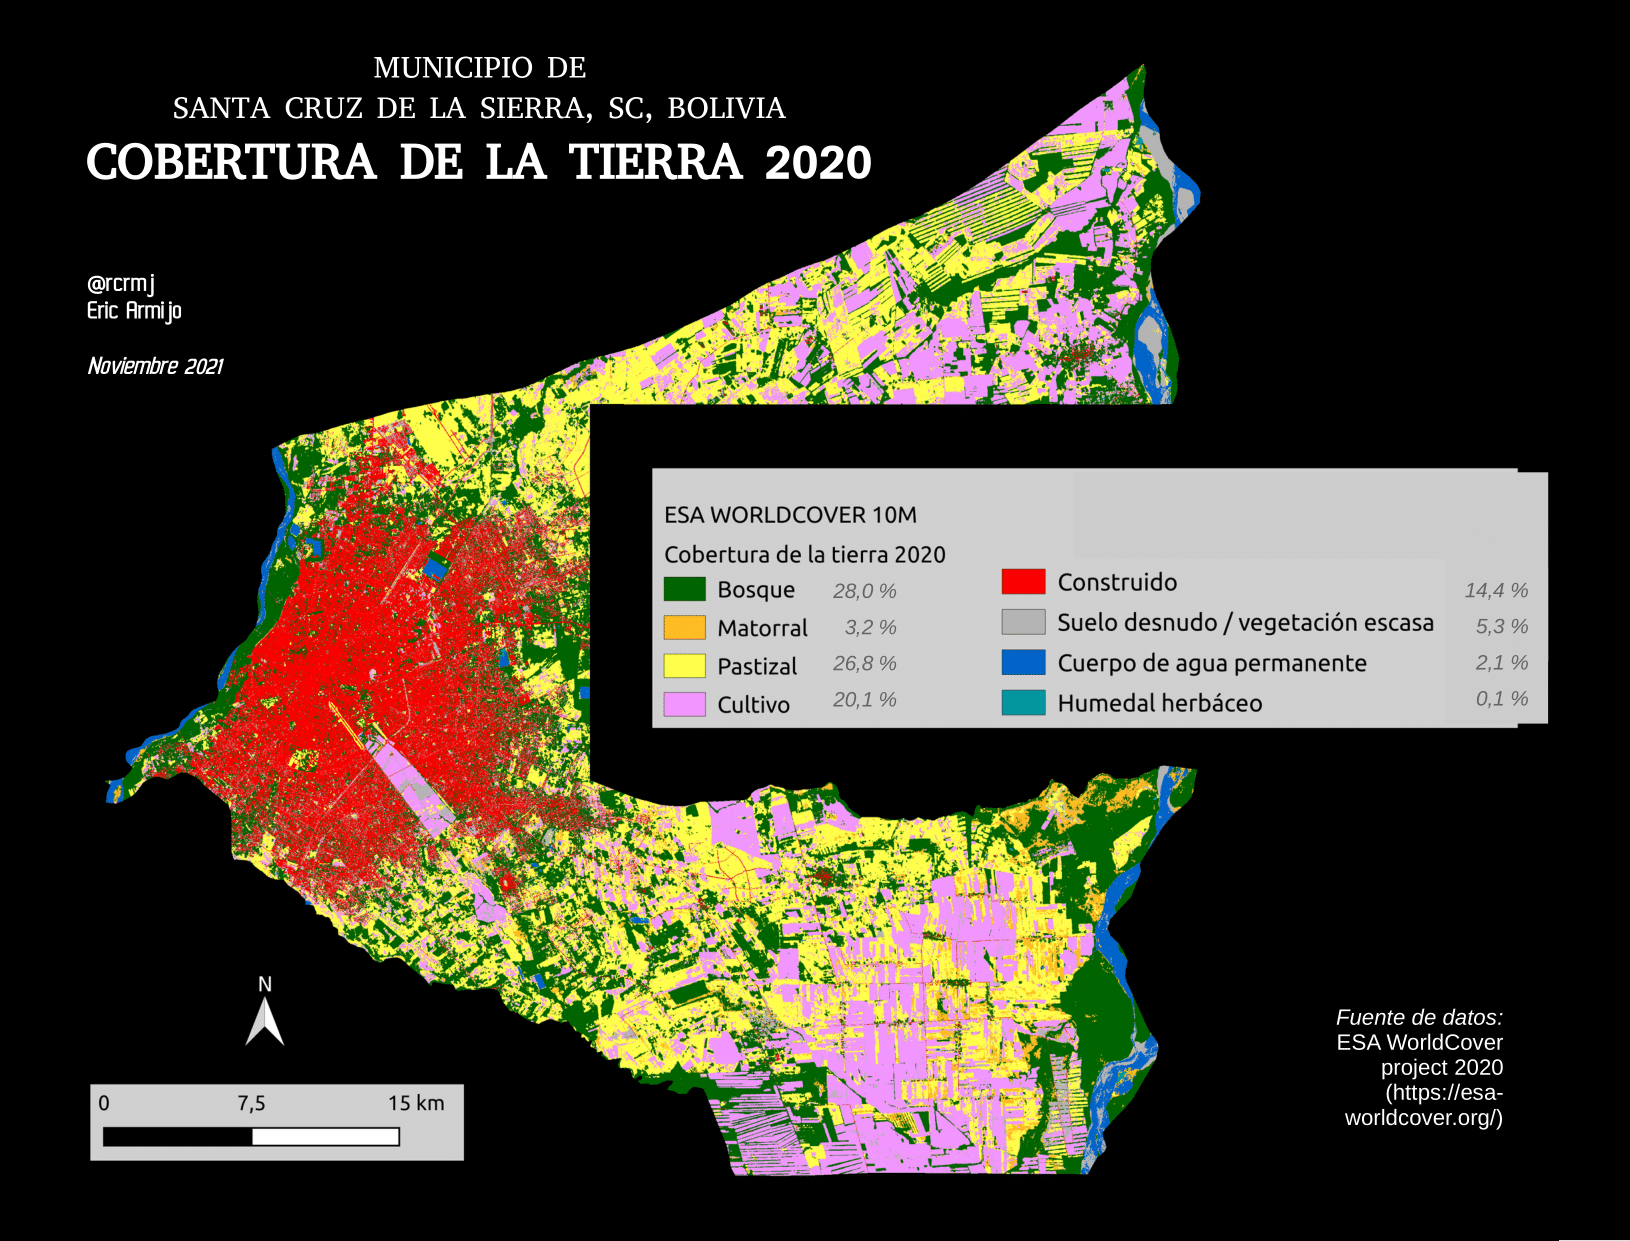 MUNICIPIO DE
SANTA CRUZ DE LA SIERRA, SC, BOLIVIA
COBERTURA DE LA TIERRA 2020
@rcrmj
Eric Armijo
Noviembre 2021
ESA WORLDCOVER 10M
Cobertura de la tierra 2020
Bosque 28,0 %
Matorral 3,2 %
Pastizal 26,8 %
Cultivo 20,1 %
Construido 14,4 %
Suelo desnudo / vegetación escasa 5,3 %
Cuerpo de agua permanente 2,1 %
Humedal herbáceo 0,1 %
N
0 7,5 15 km
Fuente de datos:
ESA WorldCover
project 2020
(https://esa-
worldcover.org/)